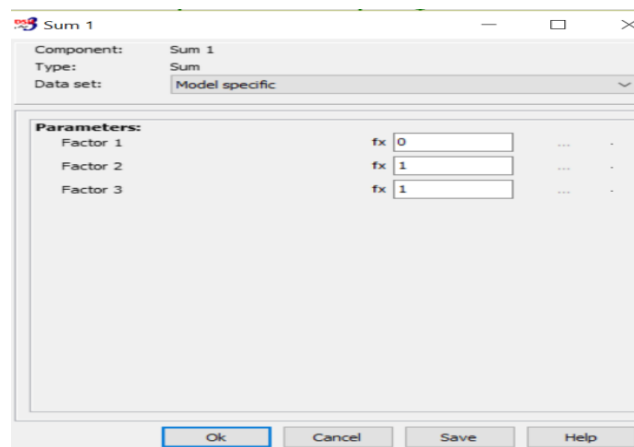 Sum 1
Component: Sum 1
Type: Sum
Data set: Model specific
Parameters:
Factor 1 fx 0 ... .
Factor 2 fx 1 ... .
Factor 3 fx 1 ... .
Ok Cancel Save Help